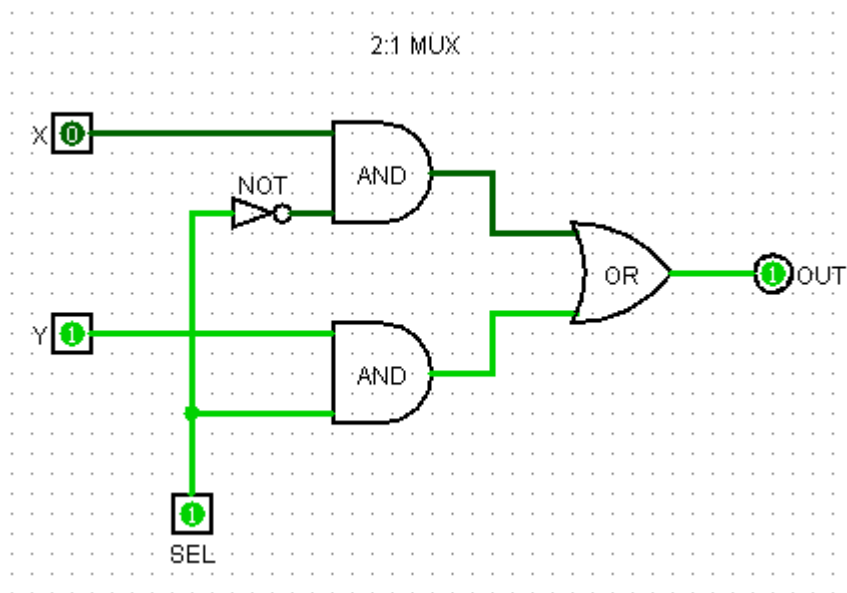 2:1 MUX
X 0
NOT
AND
Y 1
AND
OR
1 OUT
1
SEL